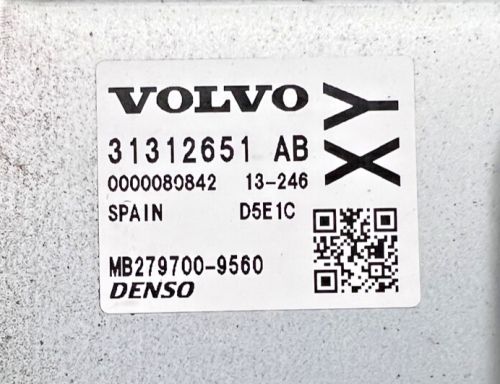 VOLVO
XY
31312651 AB
0000080842 13-246
SPAIN D5E1C
MB279700-9560
DENSO